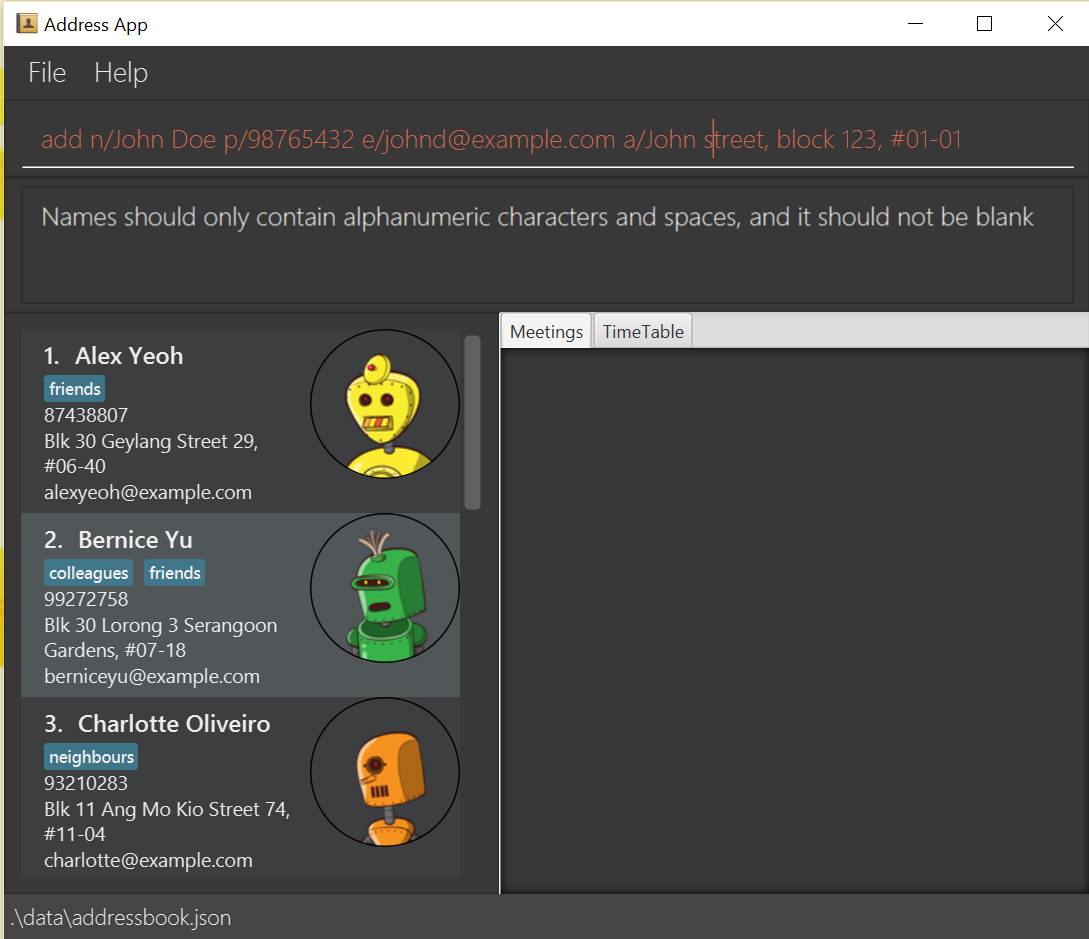 Address App
File Help
add n/John Doe p/98765432 e/johnd@example.com a/John street, block 123, #01-01
Names should only contain alphanumeric characters and spaces, and it should not be blank
1. Alex Yeoh
friends
87438807
Blk 30 Geylang Street 29,
#06-40
alexyeoh@example.com
2. Bernice Yu
colleagues friends
99272758
Blk 30 Lorong 3 Serangoon
Gardens, #07-18
berniceyu@example.com
3. Charlotte Oliveiro
neighbours
93210283
Blk 11 Ang Mo Kio Street 74,
#11-04
charlotte@example.com
Meetings TimeTable
.\data\addressbook.json